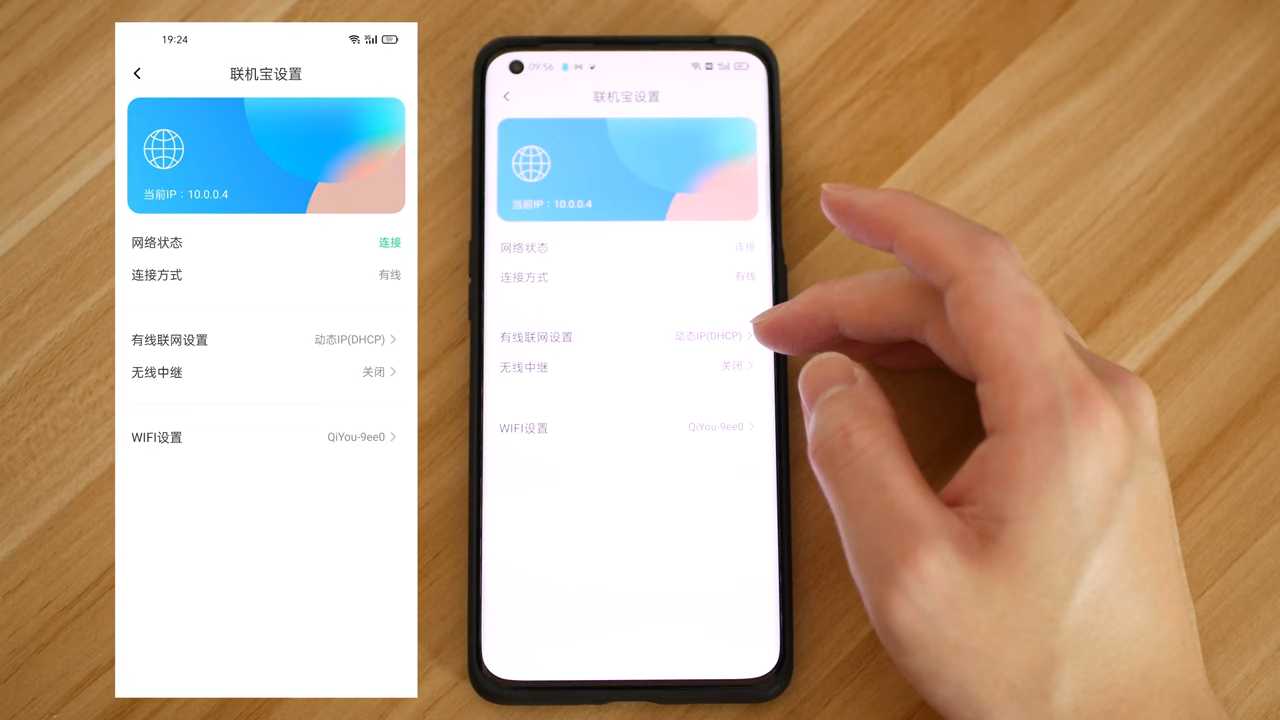 19:24
联机宝设置
当前IP：10.0.0.4
网络状态 连接
连接方式 有线
有线联网设置 动态IP(DHCP)
无线中继 关闭
WIFI设置 QiYou-9ee0
09:56
联机宝设置
当前IP：10.0.0.4
网络状态 连接
连接方式 有线
有线联网设置 动态IP(DHCP)
无线中继 关闭
WIFI设置 QiYou-9ee0